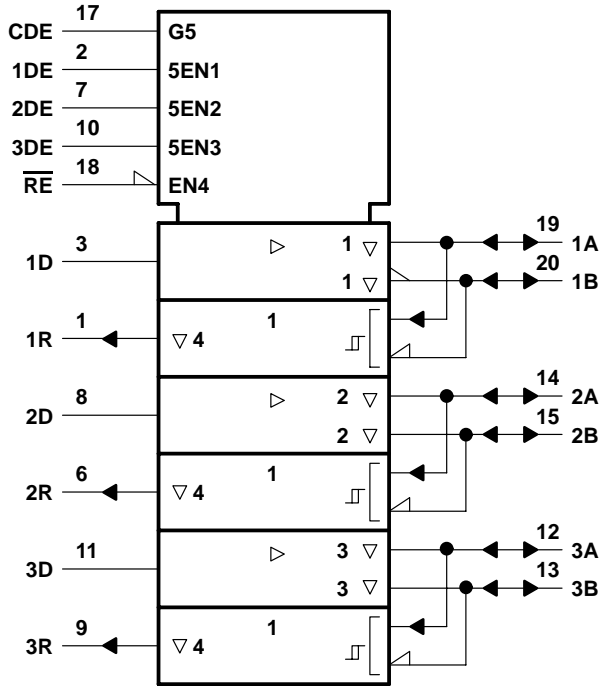 17
CDE G5
2
1DE 5EN1
7
2DE 5EN2
10
3DE 5EN3
18
RE EN4
3 1 19
1D 1A
1 20
1B
1 1
1R 4
8 2 14
2D 2A
2 15
2B
6 1
2R 4
11 3 12
3D 3A
3 13
3B
9 1
3R 4